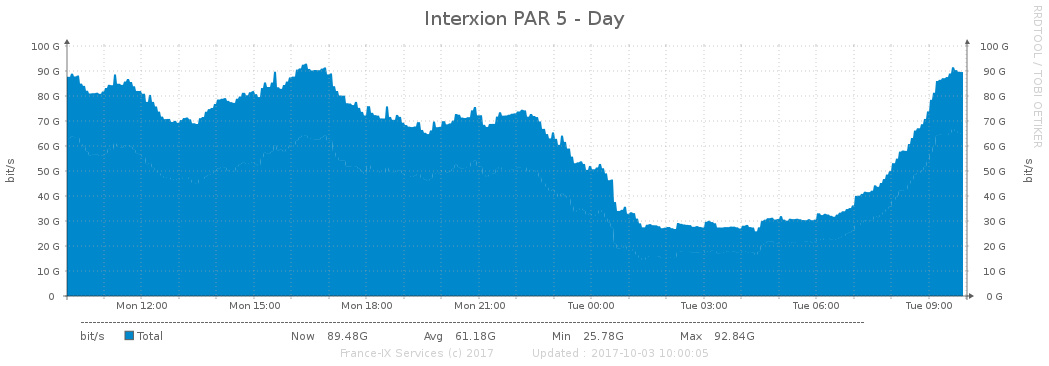 Interxion PAR 5 - Day
RRDTOOL / TOBI OETIKER
bit/s
100 G
90 G
80 G
70 G
60 G
50 G
40 G
30 G
20 G
10 G
0
100 G
90 G
80 G
70 G
60 G
50 G
40 G
30 G
20 G
10 G
0 G
bit/s
Mon 12:00 Mon 15:00 Mon 18:00 Mon 21:00 Tue 00:00 Tue 03:00 Tue 06:00 Tue 09:00
bit/s Total Now 89.48G Avg 61.18G Min 25.78G Max 92.84G
France-IX Services (c) 2017 Updated : 2017-10-03 10:00:05